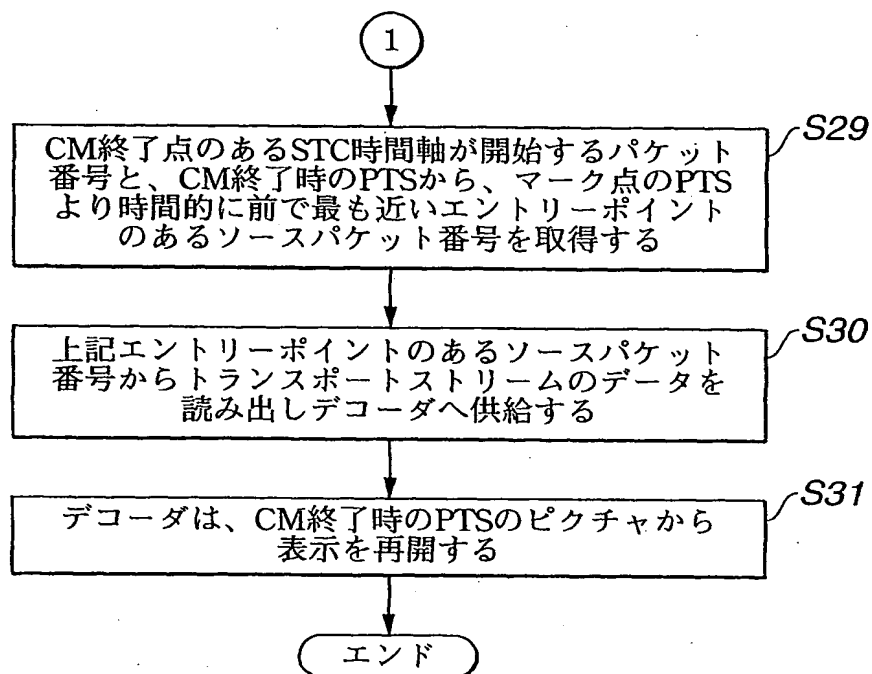 1
S29
CM終了点のあるSTC時間軸が開始するパケット
番号と、CM終了時のPTSから、マーク点のPTS
より時間的に前で最も近いエントリーポイント
のあるソースパケット番号を取得する
S30
上記エントリーポイントのあるソースパケット
番号からトランスポートストリームのデータを
読み出しデコーダへ供給する
S31
デコーダは、CM終了時のPTSのピクチャから
表示を再開する
エンド